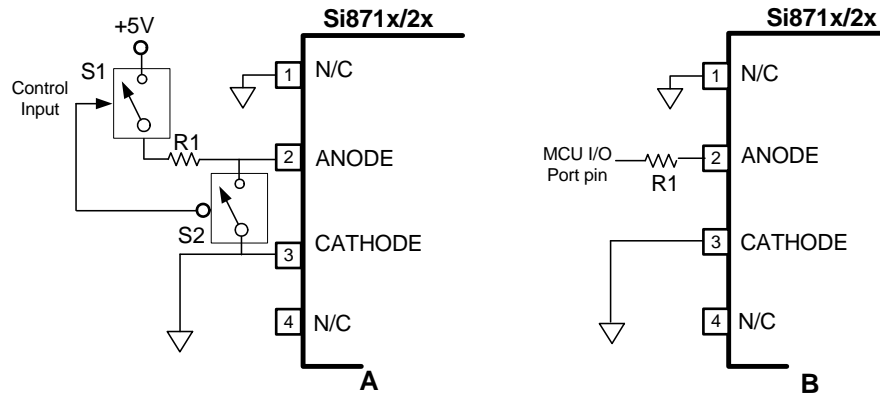 Si871x/2x
+5V
S1
Control
Input
1
N/C
R1
2
ANODE
S2
3
CATHODE
4
N/C
A
Si871x/2x
1
N/C
MCU I/O
Port pin
R1
2
ANODE
3
CATHODE
4
N/C
B